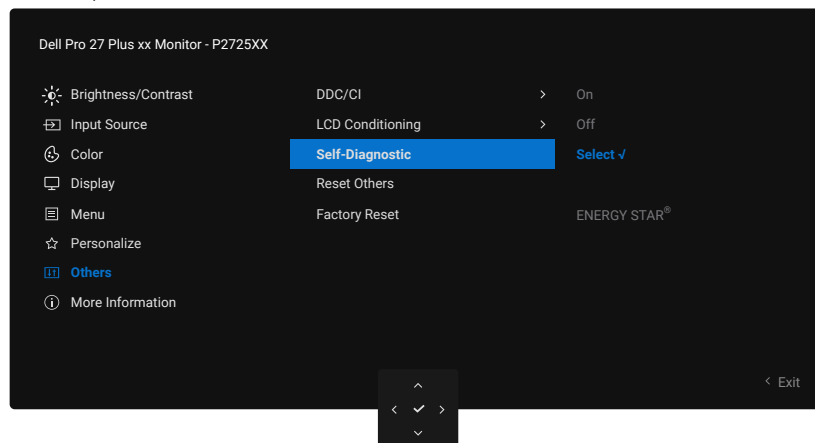 Dell Pro 27 Plus xx Monitor - P2725XX
Brightness/Contrast DDC/CI > On
Input Source LCD Conditioning > Off
Color Self-Diagnostic Select √
Display Reset Others
Menu Factory Reset ENERGY STAR®
Personalize
Others
More Information
< Exit